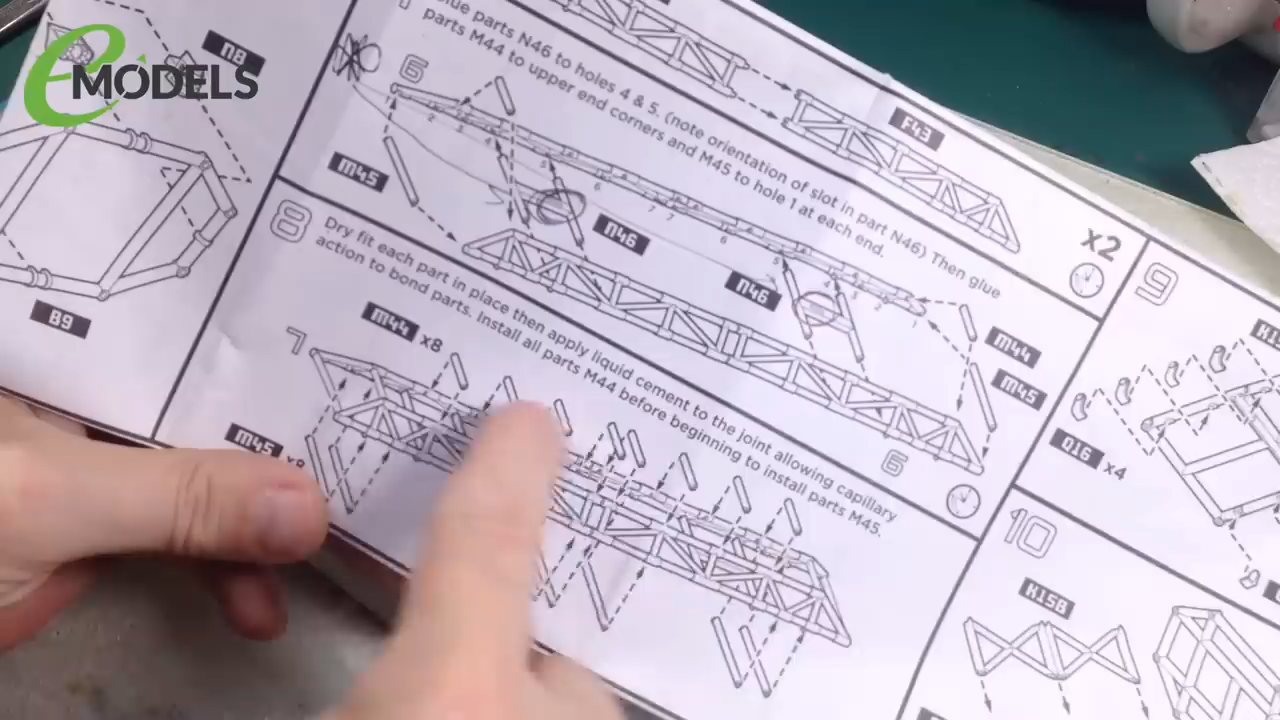 e MODELS
N8
B9
lue parts N46 to holes 4 & 5. (note orientation of slot in part N46) Then glue
parts M44 to upper end corners and M45 to hole 1 at each end.
F43
x2
6
M45
N46
N46
M44
M45
6
8
Dry fit each part in place then apply liquid cement to the joint allowing capillary
action to bond parts. Install all parts M44 before beginning to install parts M45.
7
M44 x8
M45 x8
9
Q16 x4
10
K15B